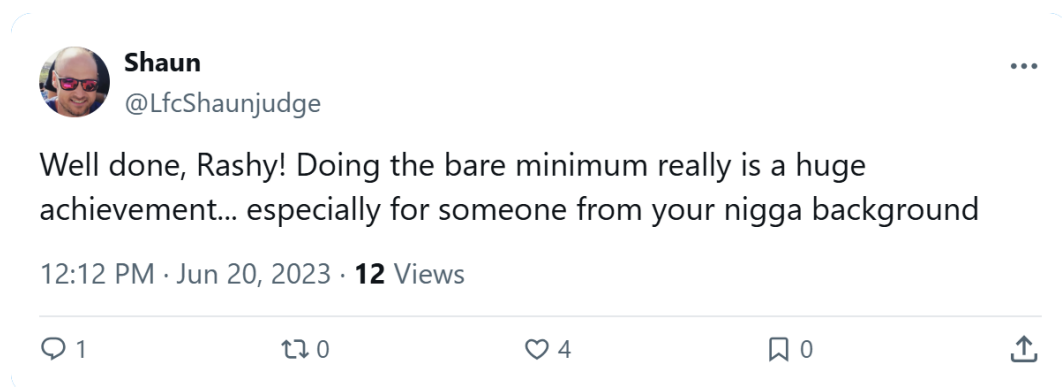 Shaun
@LfcShaunjudge
Well done, Rashy! Doing the bare minimum really is a huge
achievement... especially for someone from your nigga background
12:12 PM · Jun 20, 2023 · 12 Views
1 0 4 0